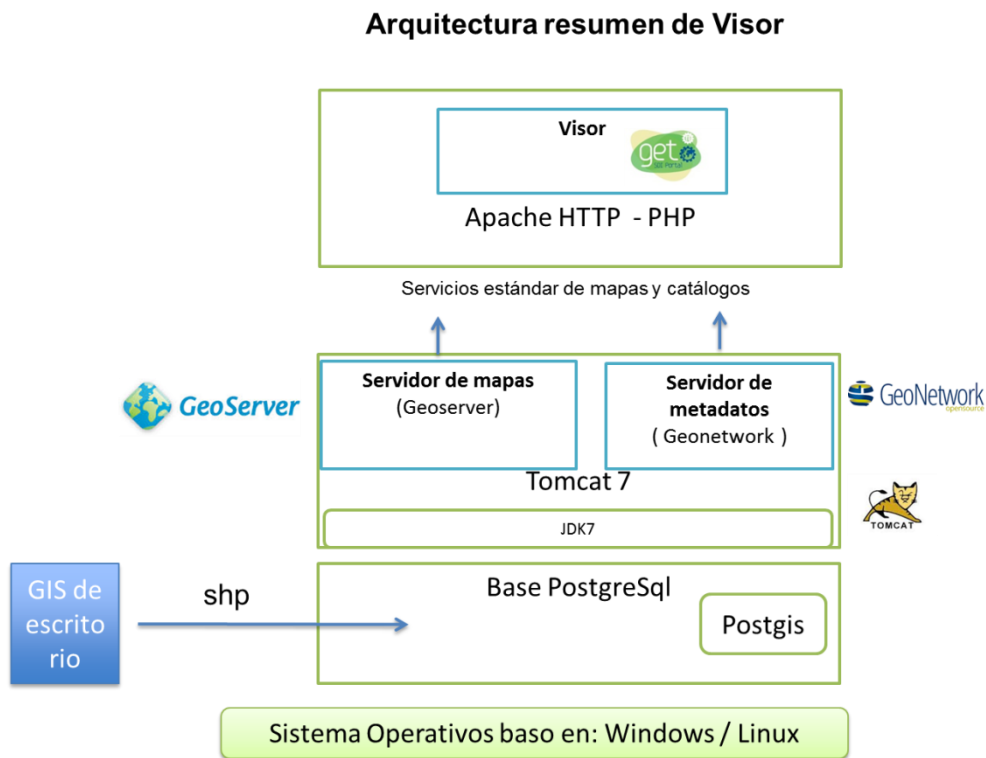 Arquitectura resumen de Visor
Visor
get
SDI Portal
Apache HTTP - PHP
Servicios estándar de mapas y catálogos
GeoServer
Servidor de mapas
(Geoserver)
Servidor de
metadatos
( Geonetwork )
GeoNetwork
opensource
Tomcat 7
TOMCAT
JDK7
GIS de
escrito
rio
shp
Base PostgreSql
Postgis
Sistema Operativos baso en: Windows / Linux